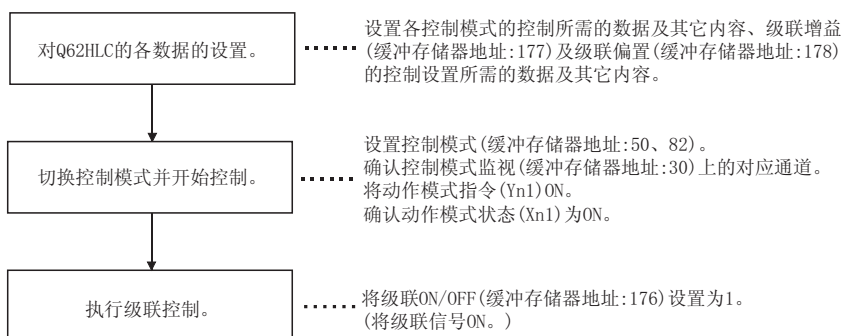 对Q62HLC的各数据的设置。
设置各控制模式的控制所需的数据及其它内容、级联增益
(缓冲存储器地址:177)及级联偏置(缓冲存储器地址:178)
的控制设置所需的数据及其它内容。
切换控制模式并开始控制。
设置控制模式(缓冲存储器地址:50、82)。
确认控制模式监视(缓冲存储器地址:30)上的对应通道。
将动作模式指令(Yn1)ON。
确认动作模式状态(Xn1)为ON。
执行级联控制。
将级联ON/OFF(缓冲存储器地址:176)设置为1。
(将级联信号ON。)